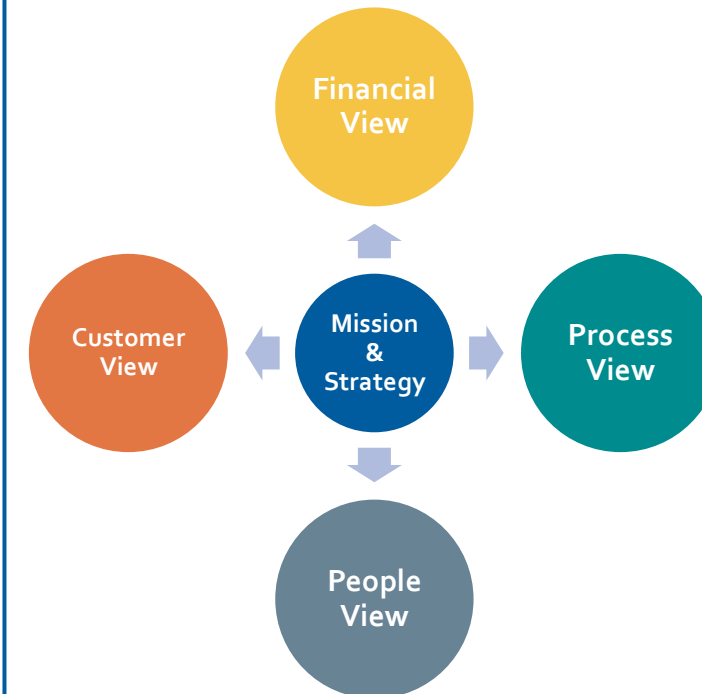 Financial
View
Customer
View
Mission
&
Strategy
Process
View
People
View